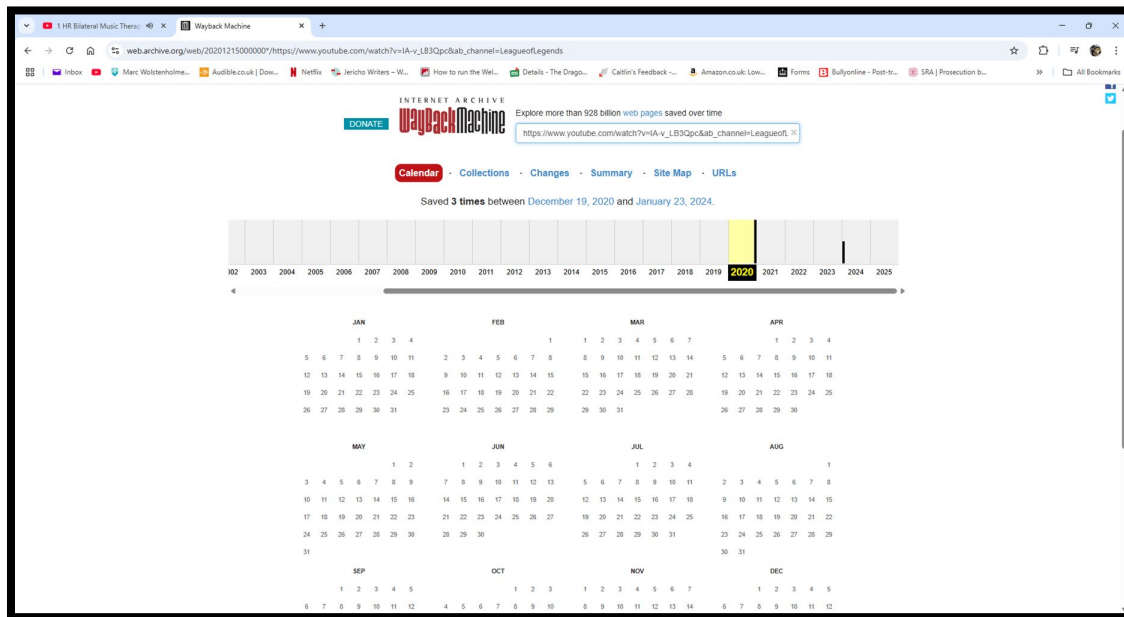 1 HR Bilateral Music Therap
Wayback Machine
web.archive.org/web/20201215000000*/https://www.youtube.com/watch?v=IA-v_LB3Qpc&ab_channel=LeagueofLegends
Inbox Marc Wolstenholme... Audible.co.uk | Dow... Netflix Jericho Writers – W... How to run the Wel... Details - The Drago... Caitlin's Feedback -... Amazon.co.uk: Low... Forms Bullyonline - Post-tr... SRA | Prosecution b... » All Bookmarks
INTERNET ARCHIVE
DONATE
WayBackMachine
Explore more than 928 billion web pages saved over time
https://www.youtube.com/watch?v=IA-v_LB3Qpc&ab_channel=LeagueofL
Calendar · Collections · Changes · Summary · Site Map · URLs
Saved 3 times between December 19, 2020 and January 23, 2024.
002 2003 2004 2005 2006 2007 2008 2009 2010 2011 2012 2013 2014 2015 2016 2017 2018 2019 2020 2021 2022 2023 2024 2025
JAN FEB MAR APR
1 2 3 4 1 1 2 3 4 5 6 7 1 2 3 4
5 6 7 8 9 10 11 2 3 4 5 6 7 8 8 9 10 11 12 13 14 5 6 7 8 9 10 11
12 13 14 15 16 17 18 9 10 11 12 13 14 15 15 16 17 18 19 20 21 12 13 14 15 16 17 18
19 20 21 22 23 24 25 16 17 18 19 20 21 22 22 23 24 25 26 27 28 19 20 21 22 23 24 25
26 27 28 29 30 31 23 24 25 26 27 28 29 29 30 31 26 27 28 29 30
MAY JUN JUL AUG
1 2 1 2 3 4 5 6 1 2 3 4 1
3 4 5 6 7 8 9 7 8 9 10 11 12 13 5 6 7 8 9 10 11 2 3 4 5 6 7 8
10 11 12 13 14 15 16 14 15 16 17 18 19 20 12 13 14 15 16 17 18 9 10 11 12 13 14 15
17 18 19 20 21 22 23 21 22 23 24 25 26 27 19 20 21 22 23 24 25 16 17 18 19 20 21 22
24 25 26 27 28 29 30 28 29 30 26 27 28 29 30 31 23 24 25 26 27 28 29
31 30 31
SEP OCT NOV DEC
1 2 3 4 5 1 2 3 1 2 3 4 5 6 7 1 2 3 4 5
6 7 8 9 10 11 12 4 5 6 7 8 9 10 8 9 10 11 12 13 14 6 7 8 9 10 11 12